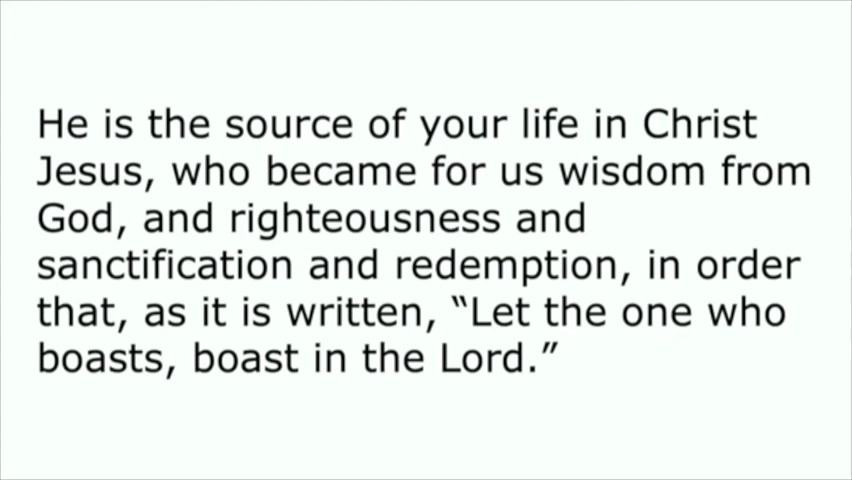 He is the source of your life in Christ
Jesus, who became for us wisdom from
God, and righteousness and
sanctification and redemption, in order
that, as it is written, “Let the one who
boasts, boast in the Lord.”